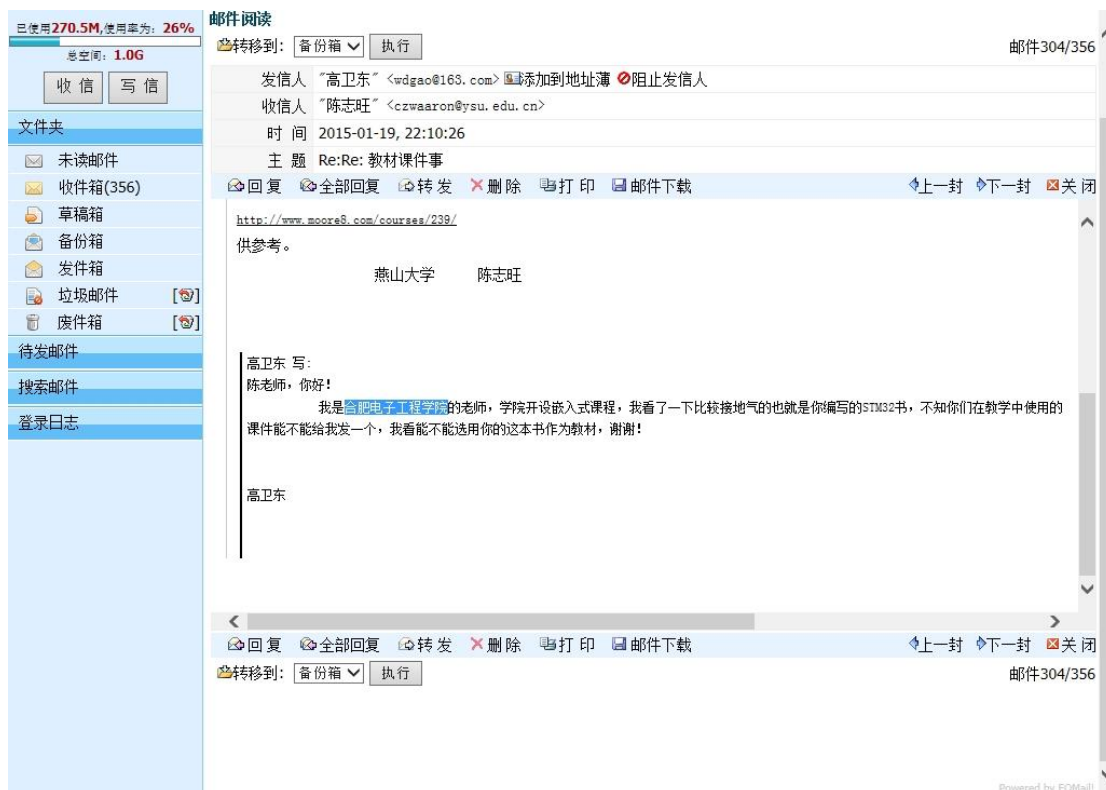 已使用270.5M,使用率为: 26%
总空间: 1.0G
收 信 写 信
文件夹
未读邮件
收件箱(356)
草稿箱
备份箱
发件箱
垃圾邮件
废件箱
待发邮件
搜索邮件
登录日志
邮件阅读
转移到: 备份箱 执行 邮件304/356
发信人 "高卫东" <wdgao@163.com> 添加到地址薄 阻止发信人
收信人 "陈志旺" <czwaaron@ysu.edu.cn>
时 间 2015-01-19, 22:10:26
主 题 Re:Re: 教材课件事
回 复 全部回复 转 发 删 除 打 印 邮件下载 上一封 下一封 关 闭
http://www.moore8.com/courses/239/
供参考。
燕山大学 陈志旺
高卫东 写:
陈老师,你好!
我是合肥电子工程学院的老师,学院开设嵌入式课程,我看了一下比较接地气的也就是你编写的STM32书,不知你们在教学中使用的
课件能不能给我发一个,我看能不能选用你的这本书作为教材,谢谢!
高卫东
回 复 全部回复 转 发 删 除 打 印 邮件下载 上一封 下一封 关 闭
转移到: 备份箱 执行 邮件304/356